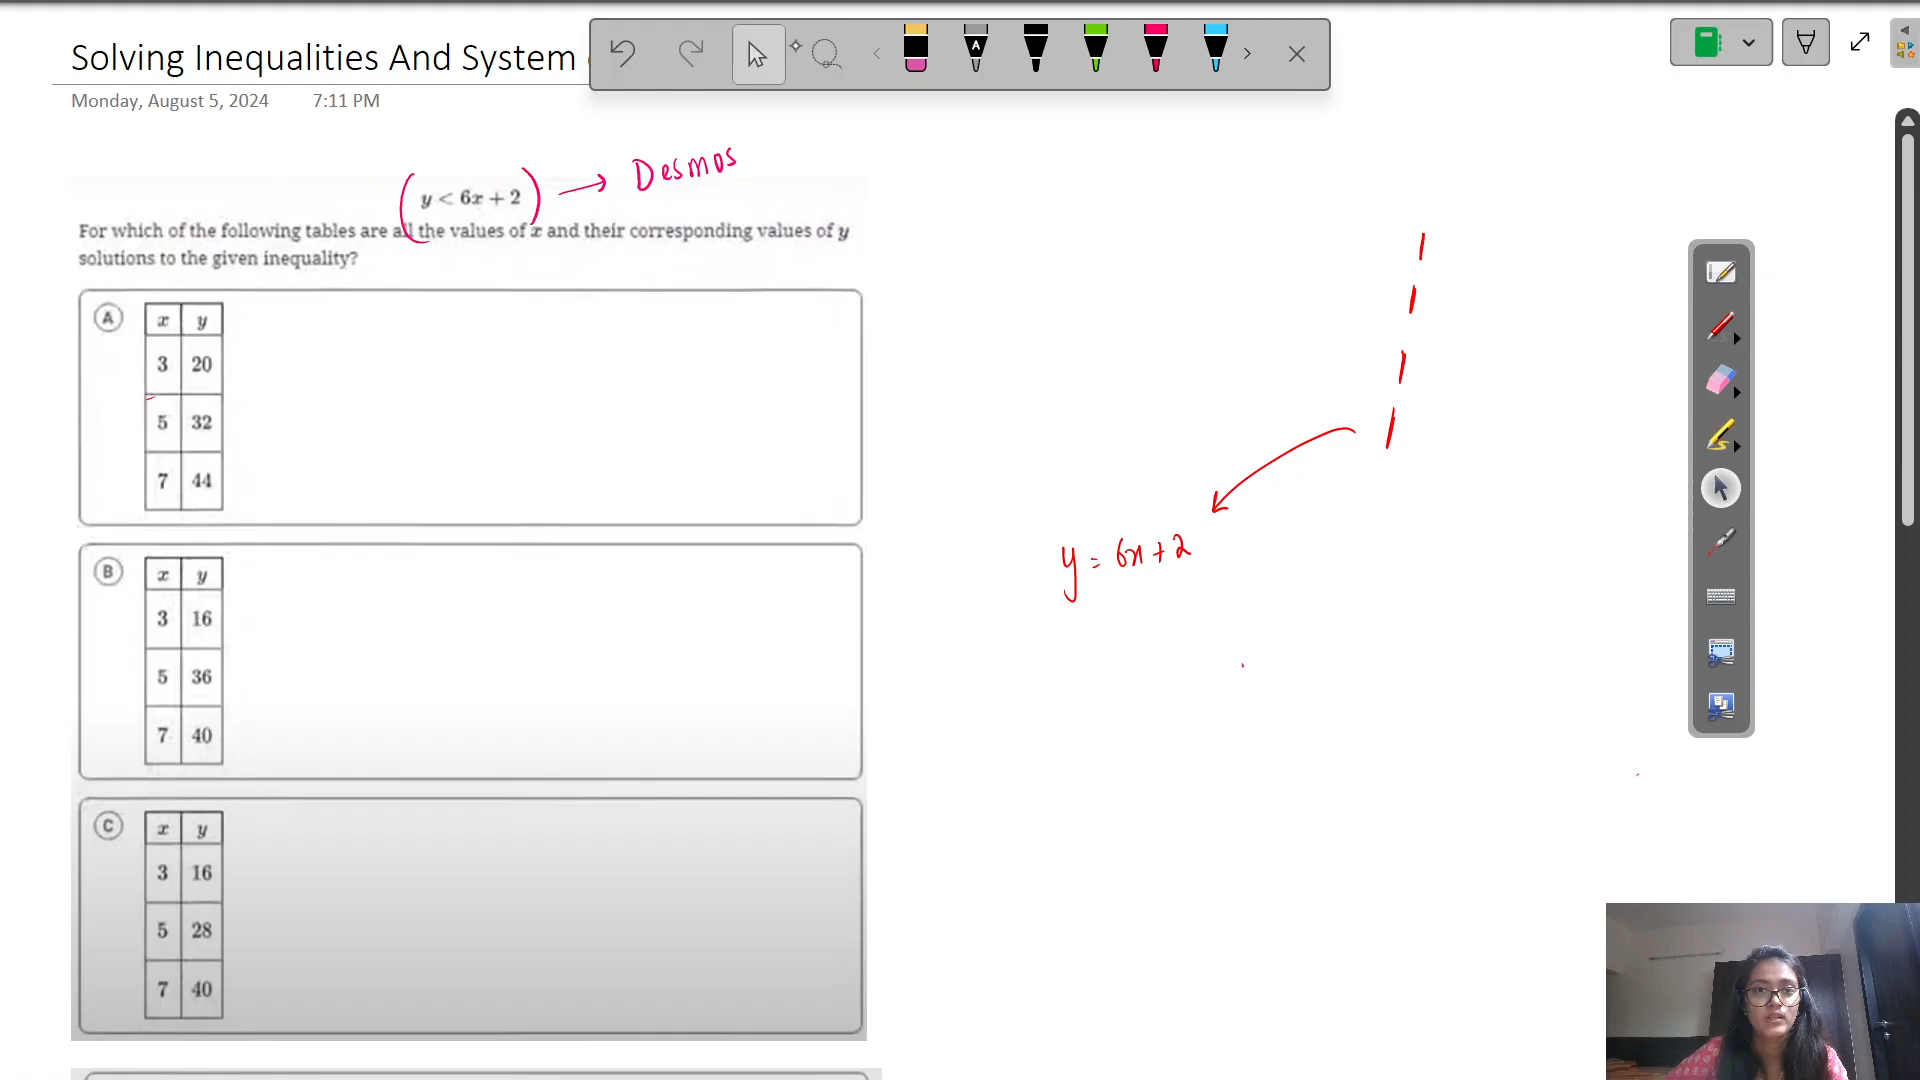 Solving Inequalities And System
Monday, August 5, 2024 7:11 PM
y < 6x + 2 → Desmos
For which of the following tables are all the values of x and their corresponding values of y
solutions to the given inequality?
A
x y
3 20
5 32
7 44
B
x y
3 16
5 36
7 40
C
x y
3 16
5 28
7 40
y = 6x + 2